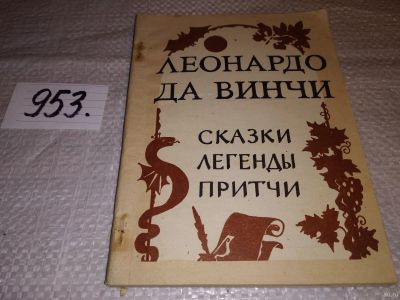 953.
ЛЕОНАРДО
ДА ВИНЧИ
СКАЗКИ
ЛЕГЕНДЫ
ПРИТЧИ